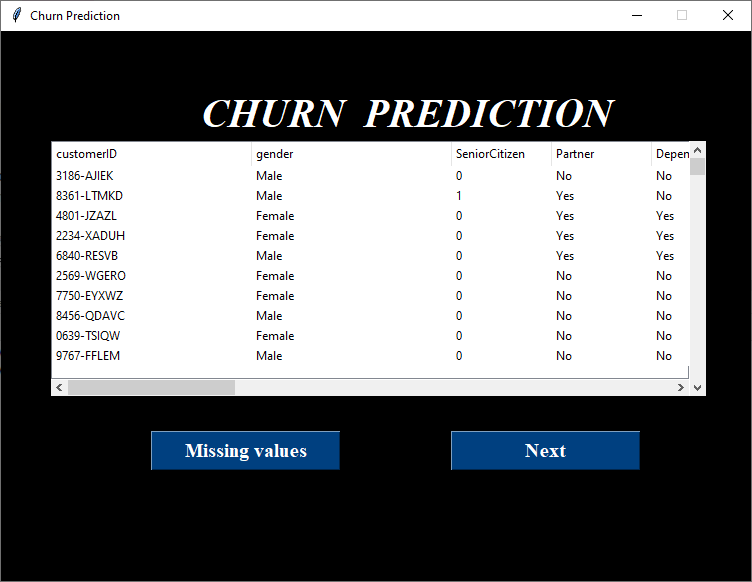 Churn Prediction
CHURN PREDICTION
customerID gender SeniorCitizen Partner Depen
3186-AJIEK Male 0 No No
8361-LTMKD Male 1 Yes No
4801-JZAZL Female 0 Yes Yes
2234-XADUH Female 0 Yes Yes
6840-RESVB Male 0 Yes Yes
2569-WGERO Female 0 No No
7750-EYXWZ Female 0 No No
8456-QDAVC Male 0 No No
0639-TSIQW Female 0 No No
9767-FFLEM Male 0 No No
Missing values Next